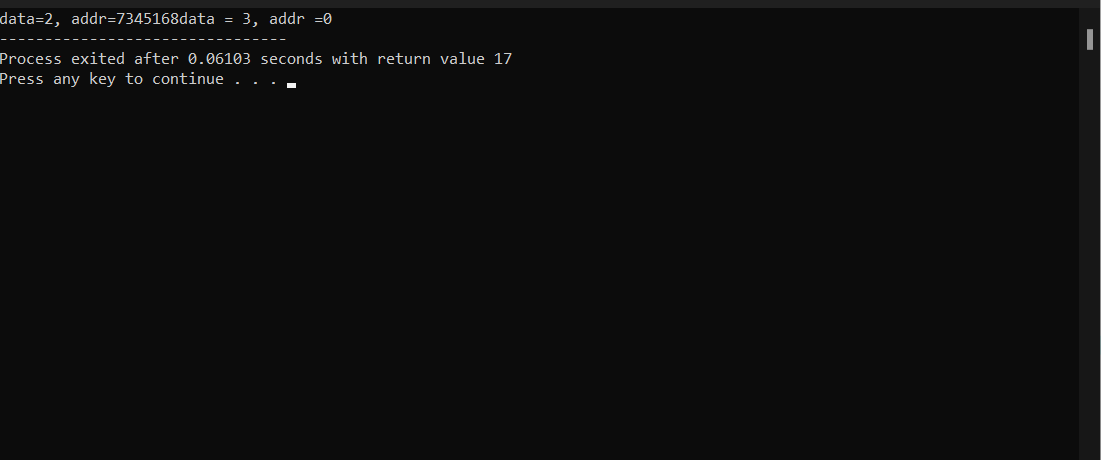 data=2, addr=7345168data = 3, addr =0
--------------------------------
Process exited after 0.06103 seconds with return value 17
Press any key to continue . . .